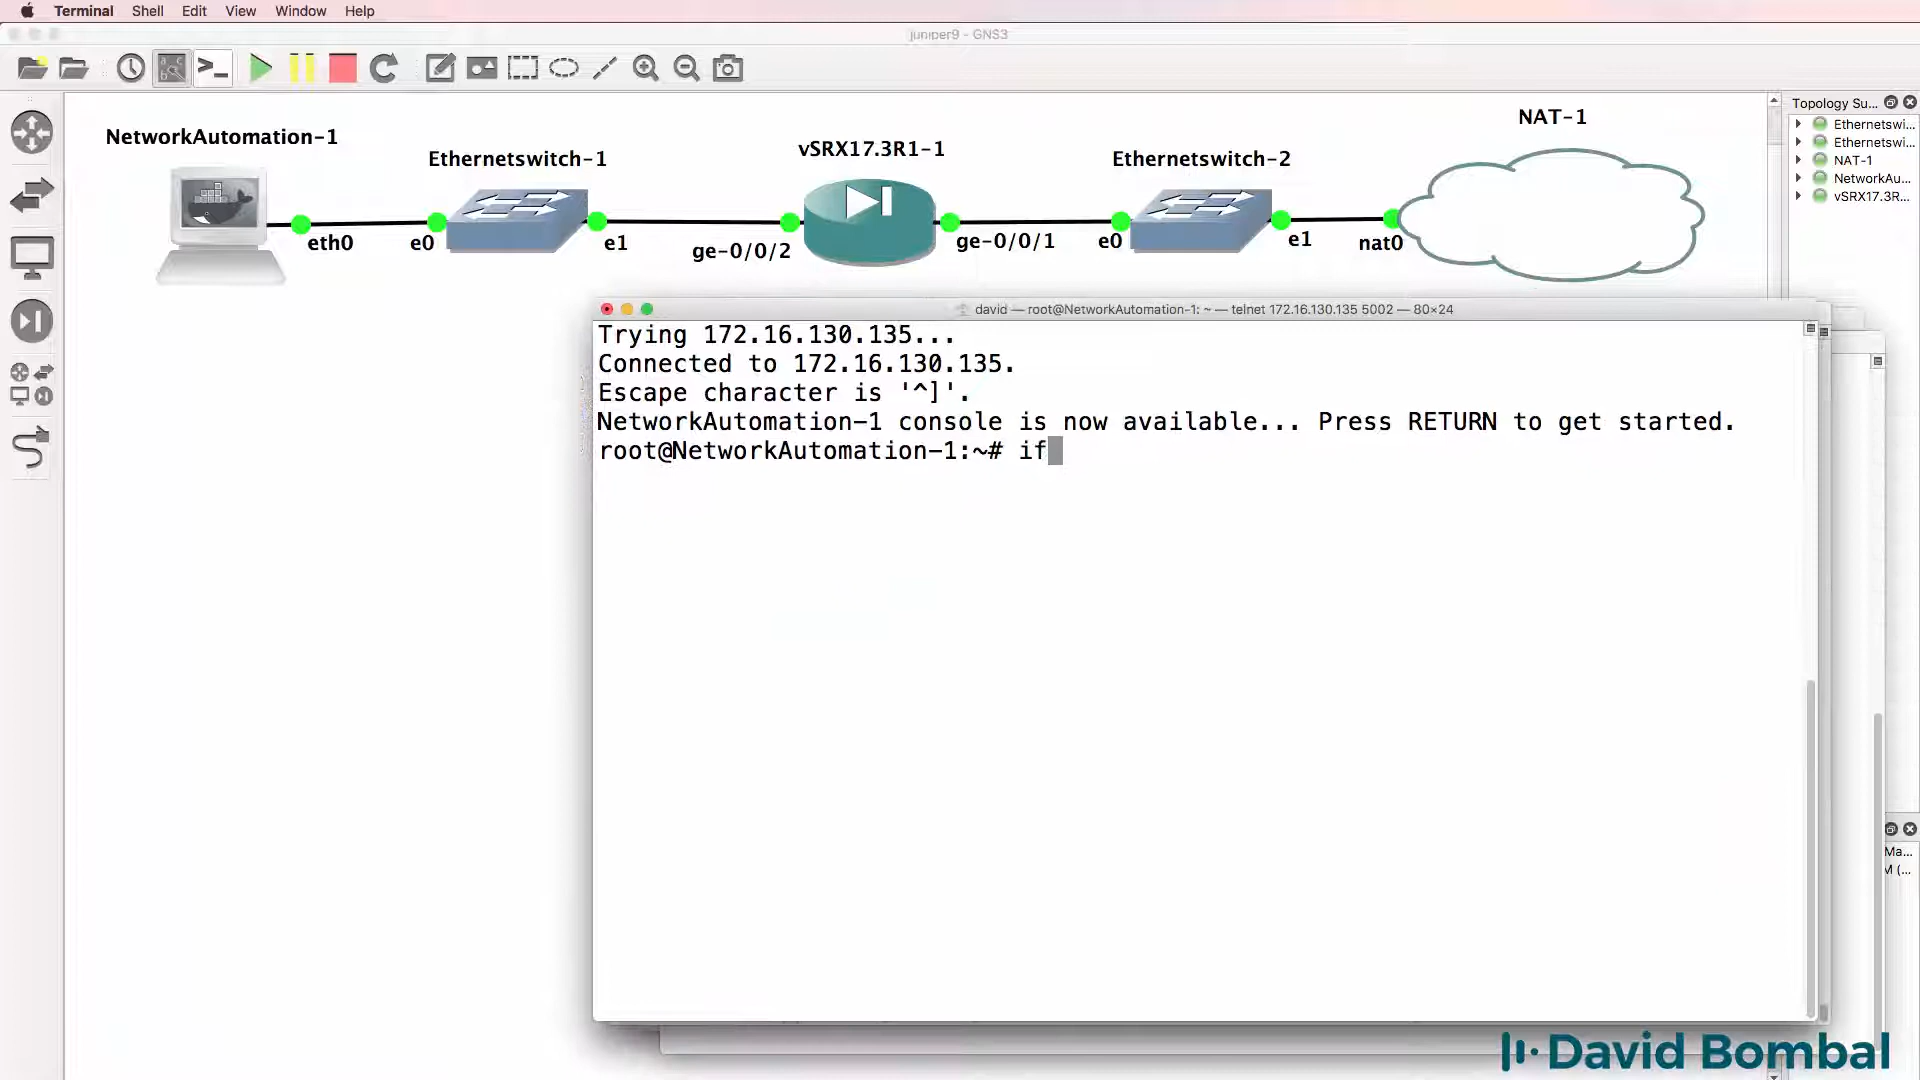 Terminal Shell Edit View Window Help
juniper9 - GNS3
NetworkAutomation-1
Ethernetswitch-1
vSRX17.3R1-1
Ethernetswitch-2
NAT-1
eth0
e0
e1
ge-0/0/2
ge-0/0/1
e0
e1
nat0
Topology Su...
Ethernetswi...
Ethernetswi...
NAT-1
NetworkAu...
vSRX17.3R...
david — root@NetworkAutomation-1: ~ — telnet 172.16.130.135 5002 — 80×24
Trying 172.16.130.135...
Connected to 172.16.130.135.
Escape character is '^]'.
NetworkAutomation-1 console is now available... Press RETURN to get started.
root@NetworkAutomation-1:~# if
Ma...
M (...
David Bombal